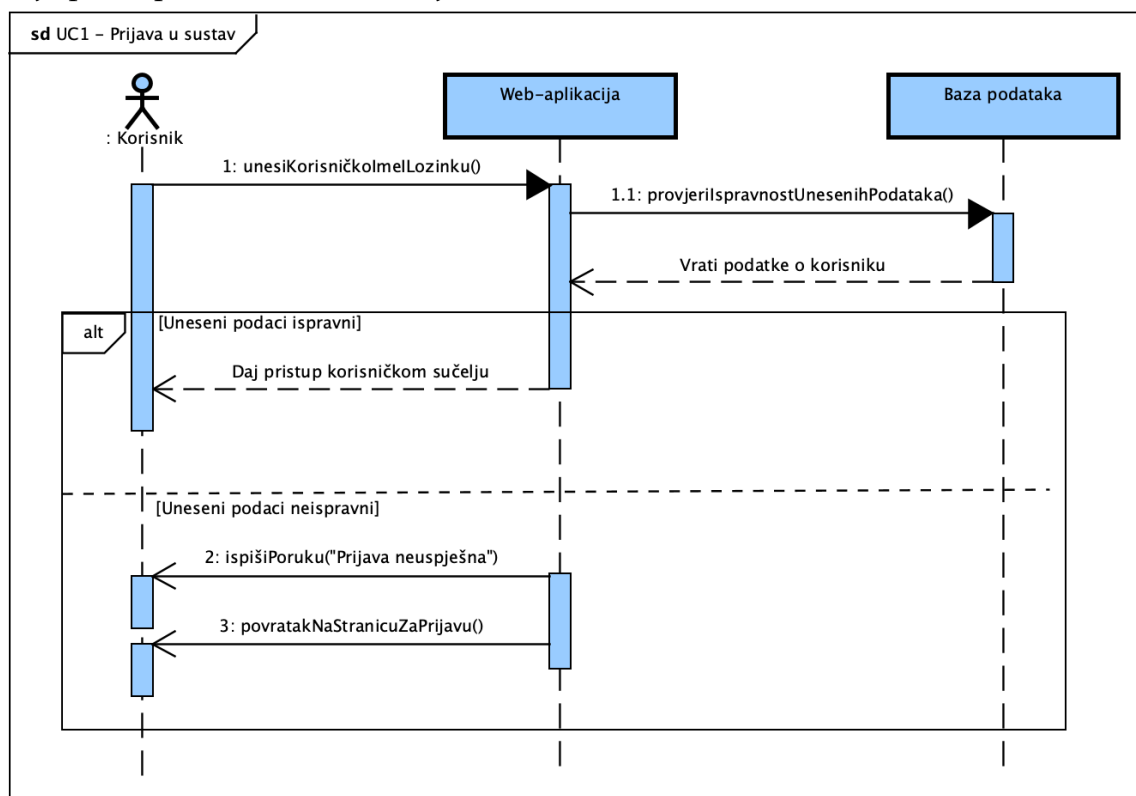 sd UC1 – Prijava u sustav
: Korisnik
Web-aplikacija
Baza podataka
1: unesiKorisničkoImeILozinku()
1.1: provjeriIspravnostUnesenihPodataka()
Vrati podatke o korisniku
alt
[Uneseni podaci ispravni]
Daj pristup korisničkom sučelju
[Uneseni podaci neispravni]
2: ispišiPoruku("Prijava neuspješna")
3: povratakNaStranicuZaPrijavu()